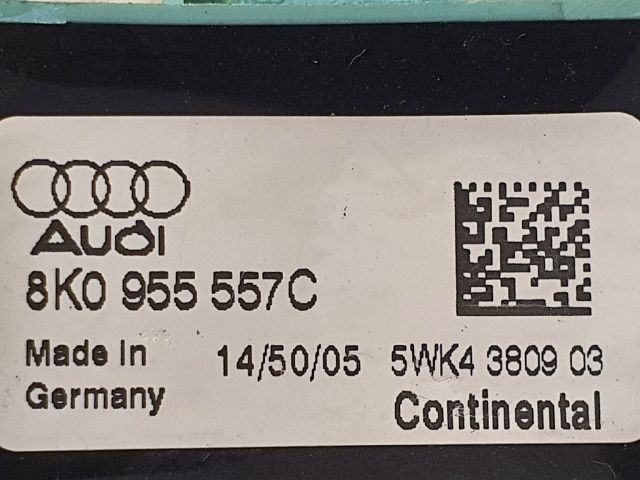 Audi
8K0 955 557C
Made in
Germany
14/50/05 5WK4 3809 03
Continental